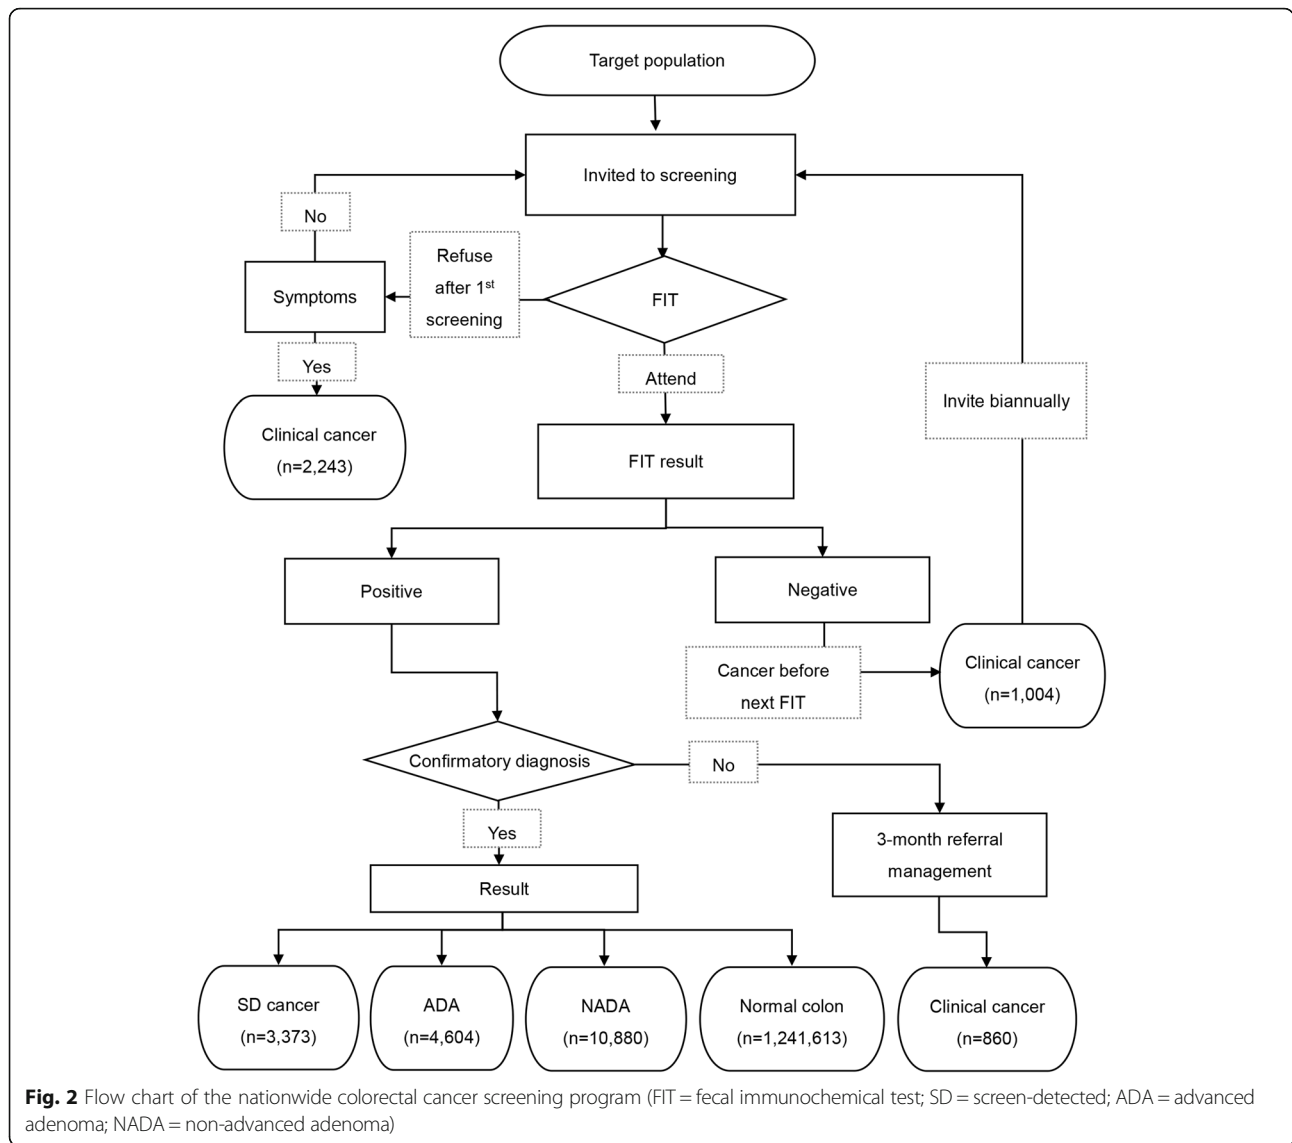 Target population
Invited to screening
No
Refuse
after 1st
screening
Symptoms
FIT
Yes
Attend
Invite biannually
Clinical cancer
(n=2,243)
FIT result
Positive
Negative
Cancer before
next FIT
Clinical cancer
(n=1,004)
Confirmatory diagnosis
No
Yes
3-month referral
management
Result
SD cancer
(n=3,373)
ADA
(n=4,604)
NADA
(n=10,880)
Normal colon
(n=1,241,613)
Clinical cancer
(n=860)
Fig. 2 Flow chart of the nationwide colorectal cancer screening program (FIT = fecal immunochemical test; SD = screen-detected; ADA = advanced
adenoma; NADA = non-advanced adenoma)